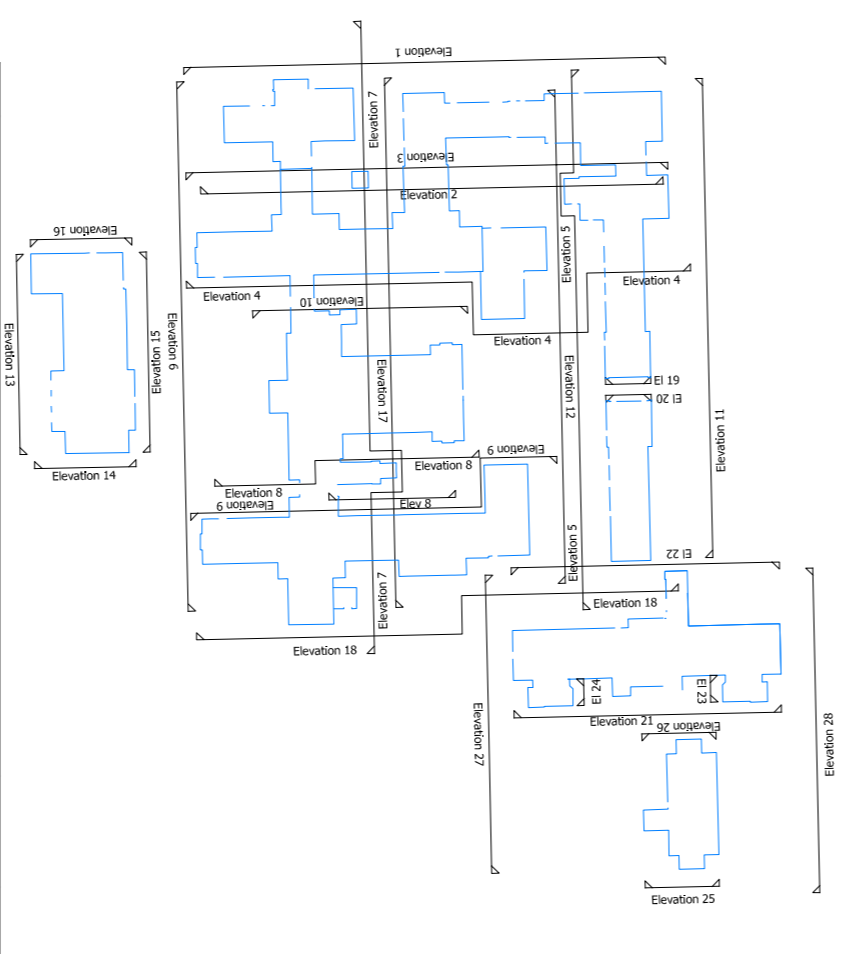 Elevation 1
Elevation 7
Elevation 3
Elevation 2
Elevation 16
Elevation 5
Elevation 4
Elevation 4
Elevation 10
Elevation 4
Elevation 13
Elevation 15
Elevation 6
Elevation 17
Elevation 12
El 19
El 20
Elevation 11
Elevation 14
Elevation 8
Elevation 9
Elevation 8
Elevation 9
Elev 8
Elevation 5
El 22
Elevation 7
Elevation 18
Elevation 18
El 24
El 23
Elevation 21
Elevation 26
Elevation 27
Elevation 28
Elevation 25